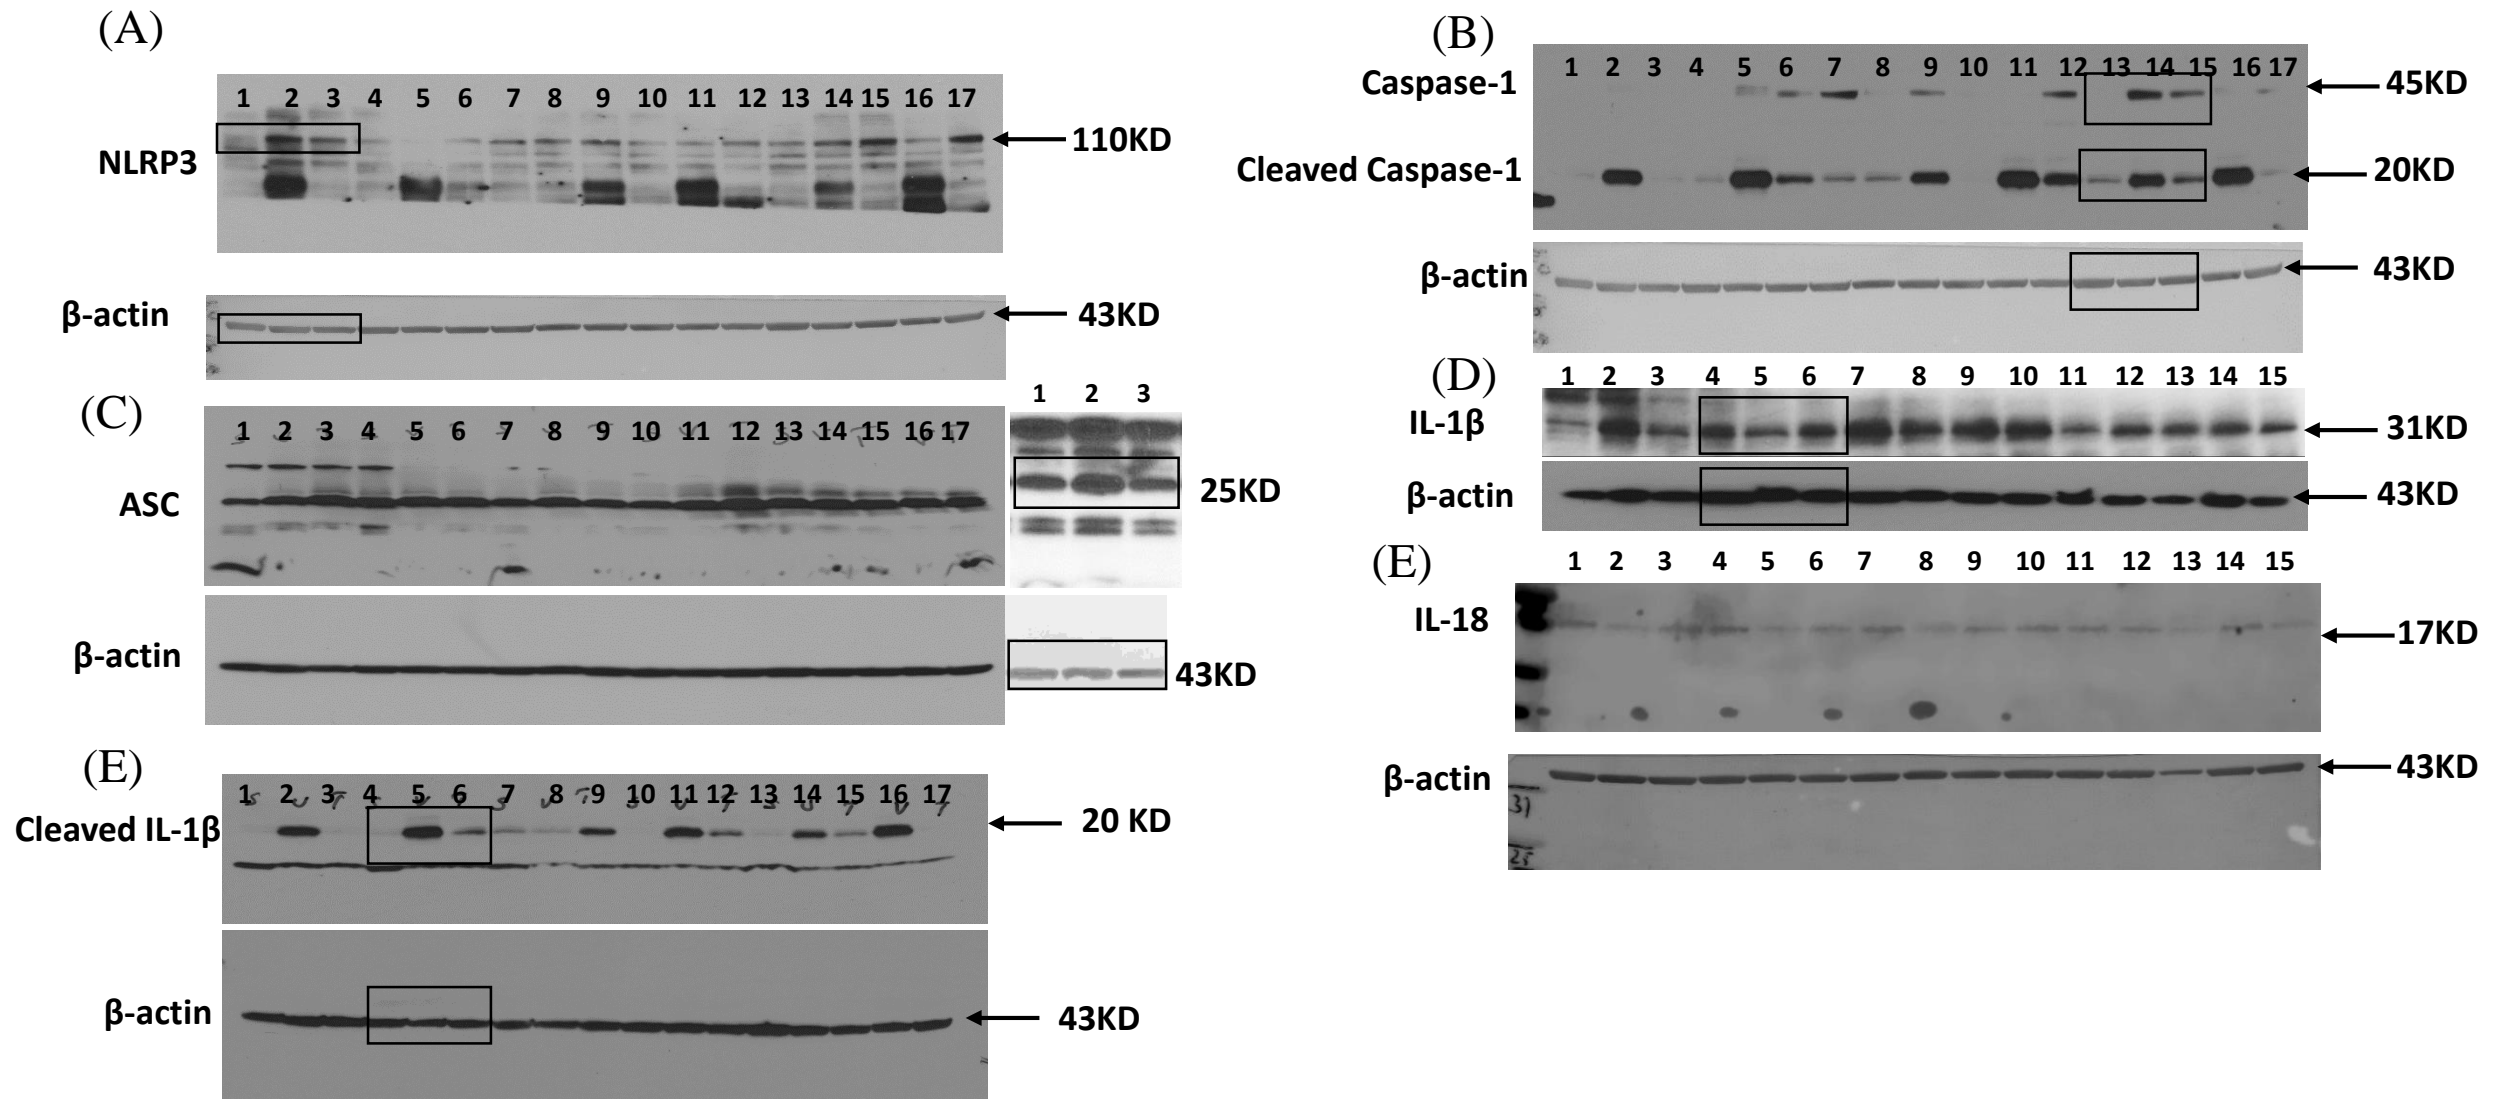 (A)
1 2 3 4 5 6 7 8 9 10 11 12 13 14 15 16 17
NLRP3
110KD
β-actin
43KD
(B)
1 2 3 4 5 6 7 8 9 10 11 12 13 14 15 16 17
Caspase-1
45KD
Cleaved Caspase-1
20KD
β-actin
43KD
(C)
1 2 3 4 5 6 7 8 9 10 11 12 13 14 15 16 17
1 2 3
ASC
25KD
β-actin
43KD
(D)
1 2 3 4 5 6 7 8 9 10 11 12 13 14 15
IL-1β
31KD
β-actin
43KD
(E)
1 2 3 4 5 6 7 8 9 10 11 12 13 14 15 16 17
Cleaved IL-1β
20 KD
β-actin
43KD
(E)
1 2 3 4 5 6 7 8 9 10 11 12 13 14 15
IL-18
17KD
β-actin
43KD
25